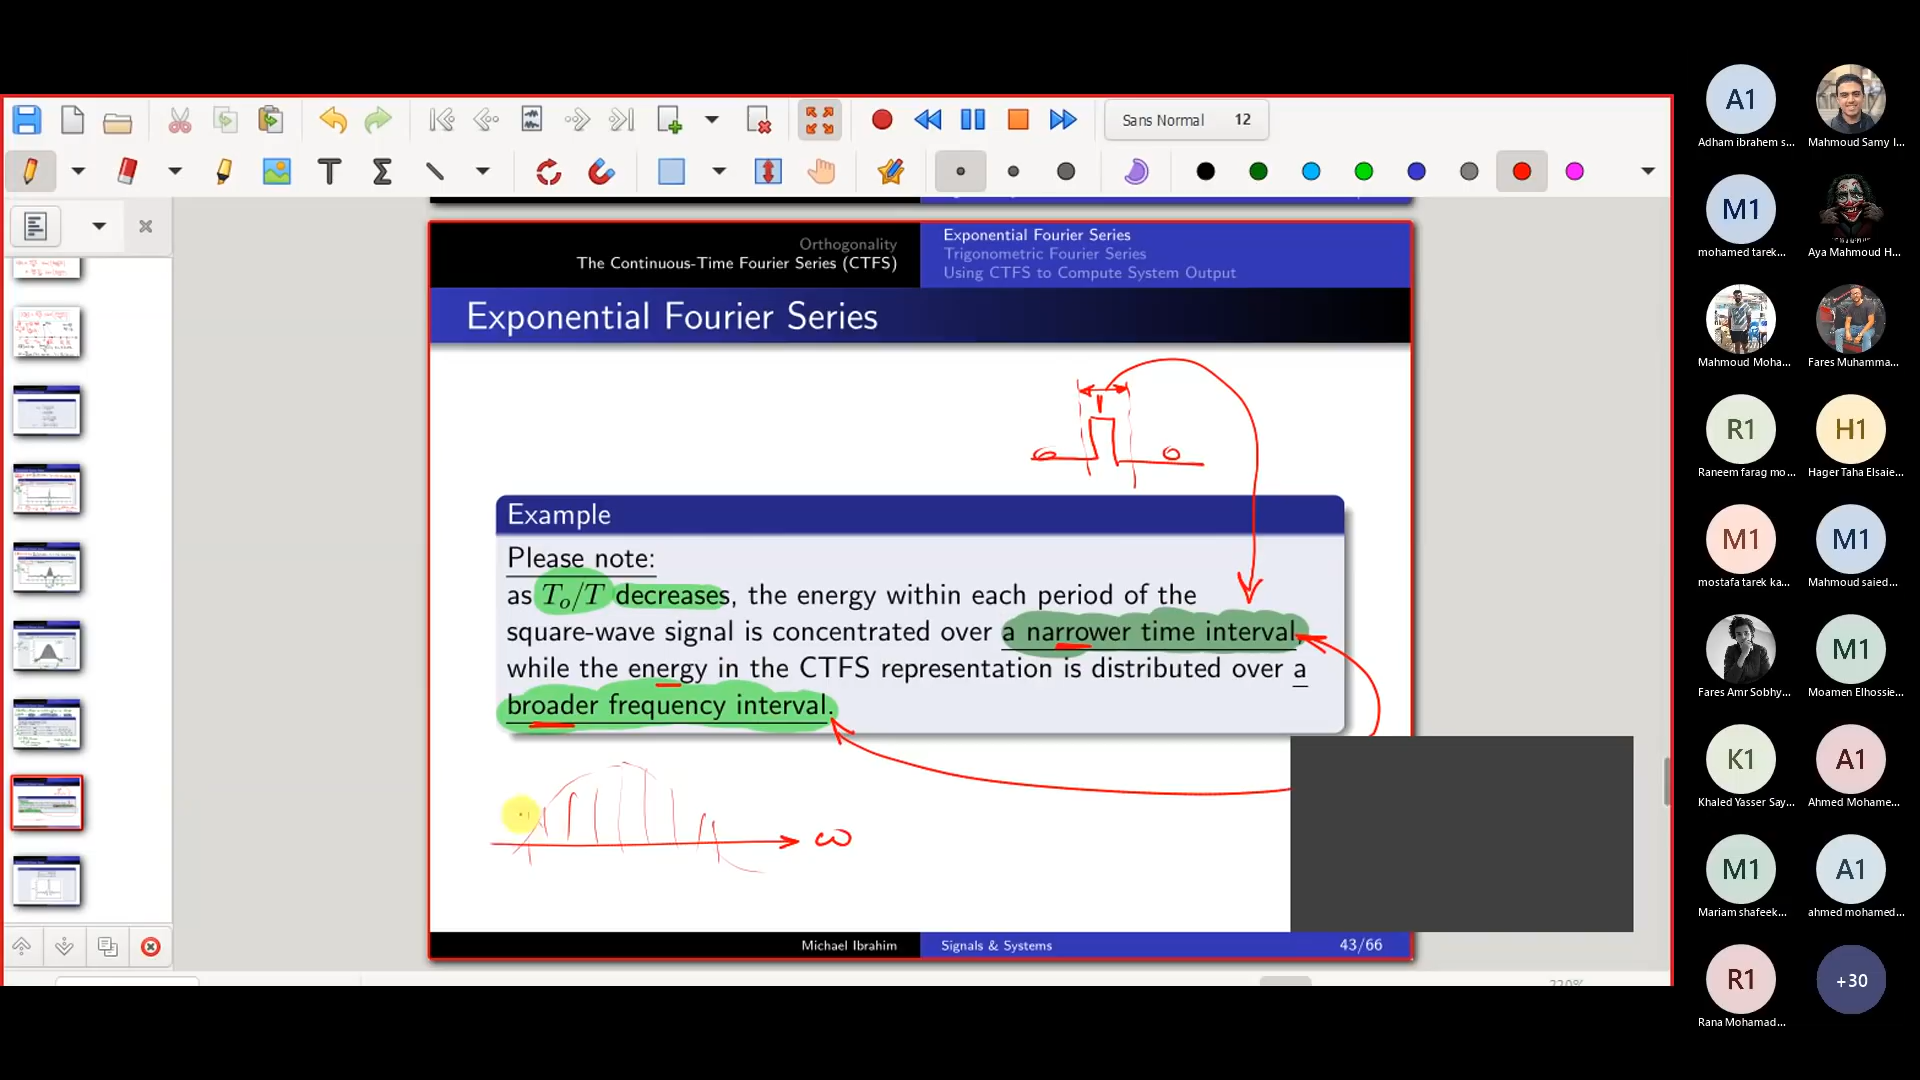 Sans Normal 12
Orthogonality
The Continuous-Time Fourier Series (CTFS)
Exponential Fourier Series
Trigonometric Fourier Series
Using CTFS to Compute System Output
Exponential Fourier Series
1
0 0
Example
Please note:
as T₀/T decreases, the energy within each period of the
square-wave signal is concentrated over a narrower time interval,
while the energy in the CTFS representation is distributed over a
broader frequency interval.
ω
Michael Ibrahim Signals & Systems 43/66
A1
Adham ibrahem s... Mahmoud Samy I...
M1
mohamed tarek... Aya Mahmoud H...
Mahmoud Moha... Fares Muhamma...
R1 H1
Raneem farag mo... Hager Taha Elsaie...
M1 M1
mostafa tarek ka... Mahmoud saied...
M1
Fares Amr Sobhy... Moamen Elhossie...
K1 A1
Khaled Yasser Say... Ahmed Mohame...
M1 A1
Mariam shafeek... ahmed mohamed...
R1 +30
Rana Mohamad...